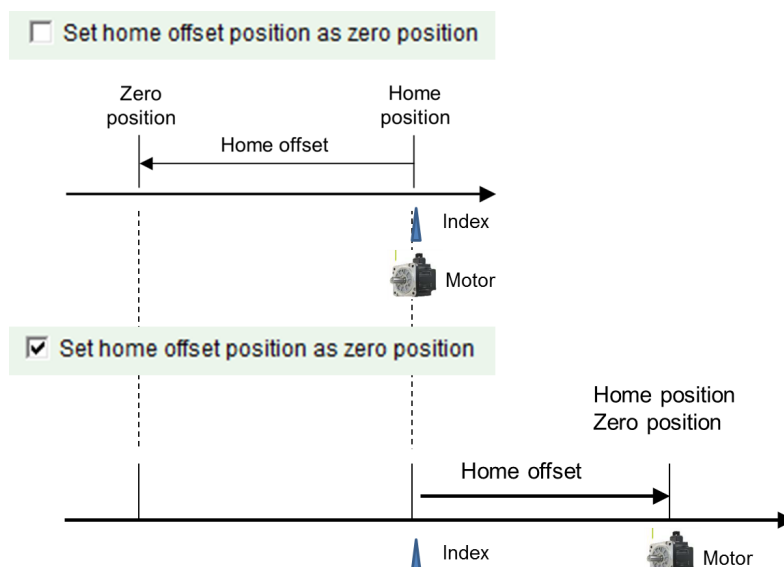 Set home offset position as zero position
Zero
position
Home
position
Home offset
Index
Motor
Set home offset position as zero position
Home position
Zero position
Home offset
Index
Motor